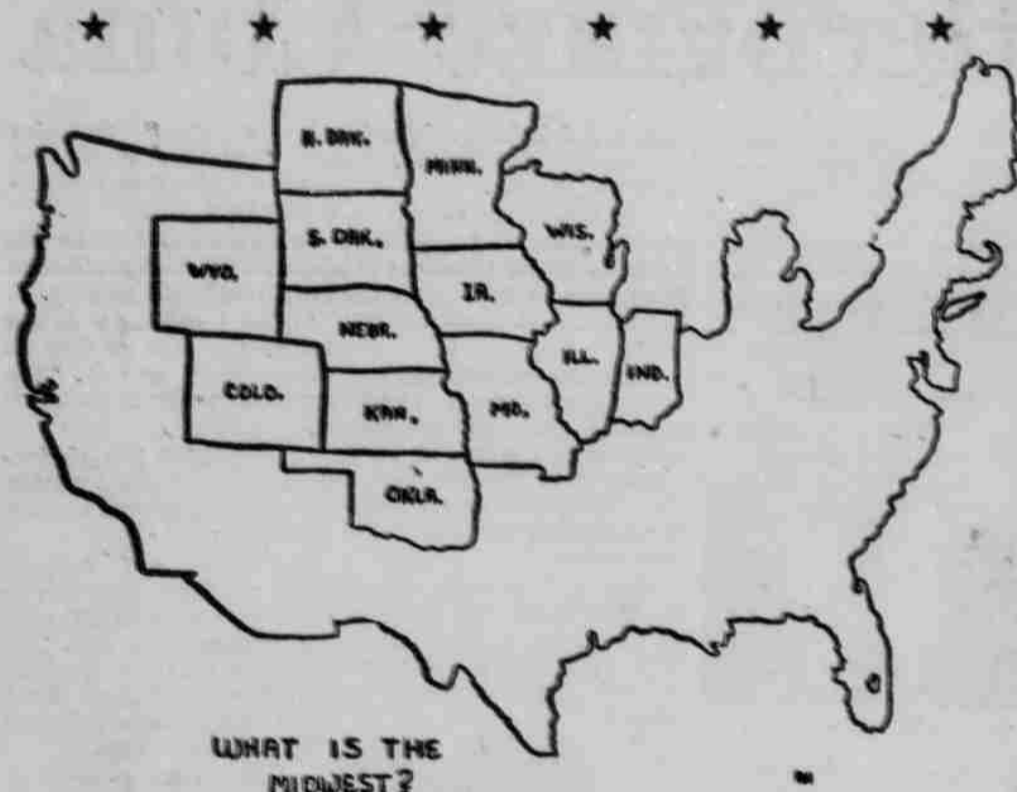 N. DAK.
MINN.
WIS.
S. DAK.
WYO.
IA.
NEBR.
ILL.
IND.
COLO.
KAN.
MO.
OKLA.
WHAT IS THE
MIDWEST?